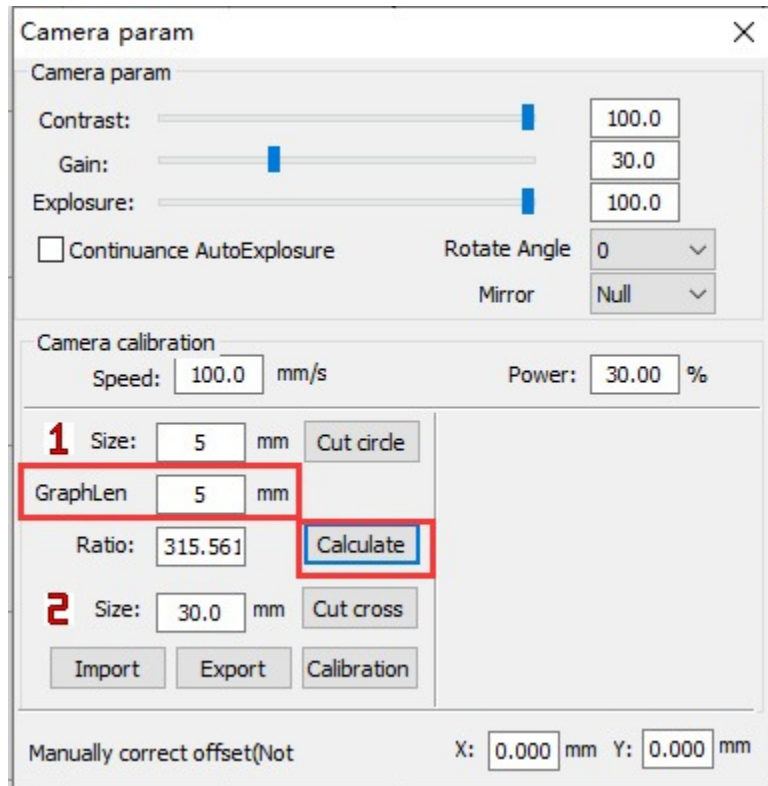 Camera param
Camera param
Contrast: 100.0
Gain: 30.0
Explosure: 100.0
Continuance AutoExplosure Rotate Angle 0
Mirror Null
Camera calibration
Speed: 100.0 mm/s Power: 30.00 %
1 Size: 5 mm Cut circle
GraphLen 5 mm
Ratio: 315.561 Calculate
2 Size: 30.0 mm Cut cross
Import Export Calibration
Manually correct offset(Not X: 0.000 mm Y: 0.000 mm